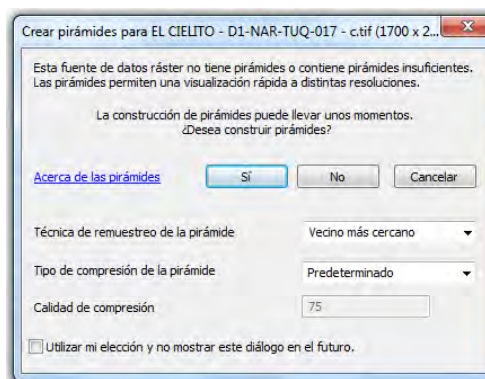 Crear pirámides para EL CIELITO - D1-NAR-TUQ-017 - c.tif (1700 x 2...
Esta fuente de datos ráster no tiene pirámides o contiene pirámides insuficientes.
Las pirámides permiten una visualización rápida a distintas resoluciones.
La construcción de pirámides puede llevar unos momentos.
¿Desea construir pirámides?
Acerca de las pirámides Sí No Cancelar
Técnica de remuestreo de la pirámide Vecino más cercano
Tipo de compresión de la pirámide Predeterminado
Calidad de compresión 75
Utilizar mi elección y no mostrar este diálogo en el futuro.